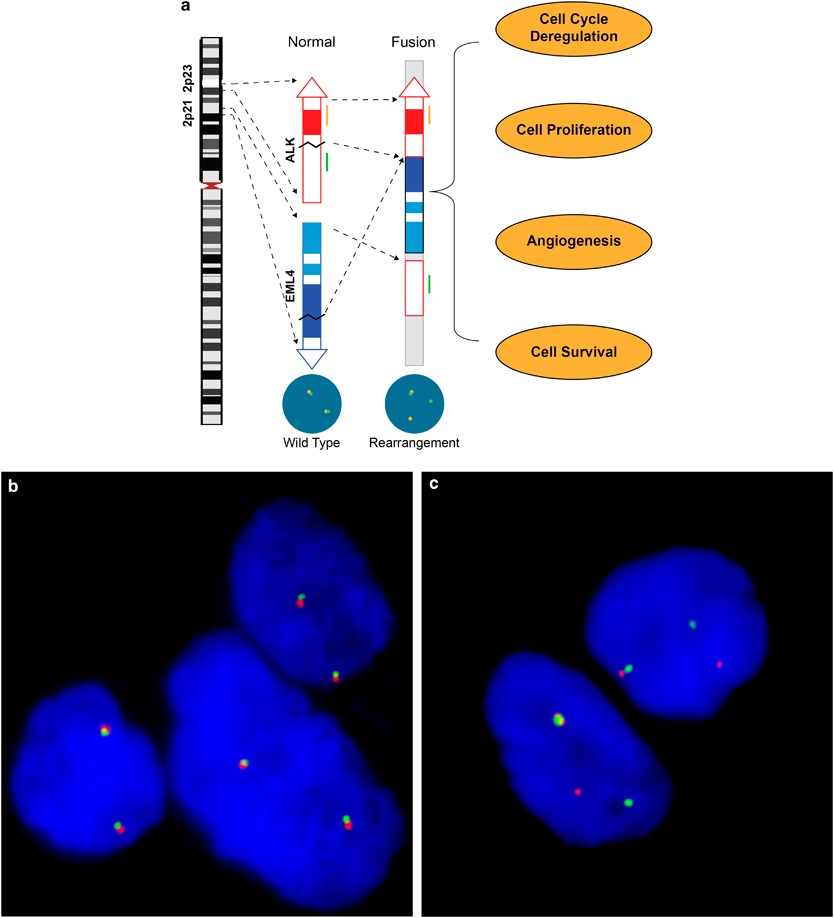 a
Normal
Fusion
2p21 2p23
ALK
EML4
Wild Type
Rearrangement
Cell Cycle
Deregulation
Cell Proliferation
Angiogenesis
Cell Survival
b
c